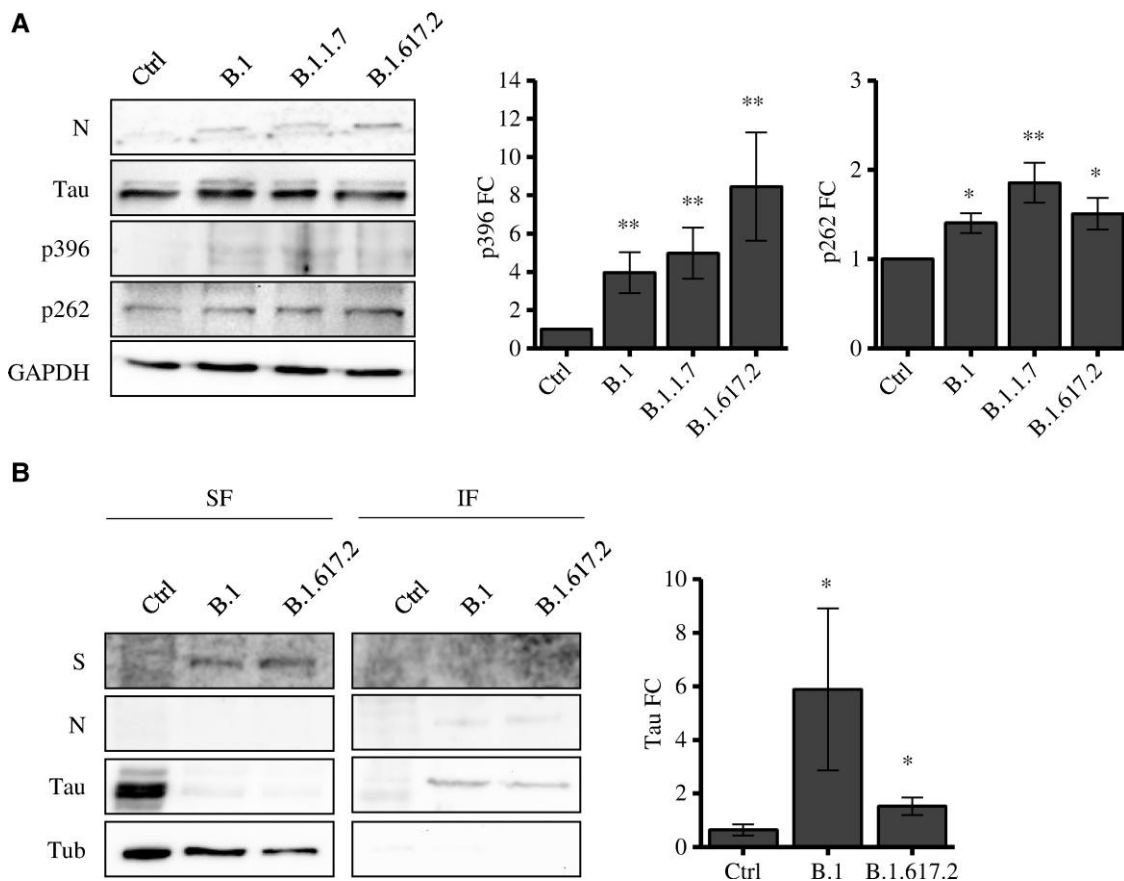 A
Ctrl B.1 B.1.1.7 B.1.617.2
N
Tau
p396
p262
GAPDH
p396 FC
14
12
10
8
6
4
2
0
** ** **
Ctrl B.1 B.1.1.7 B.1.617.2
p262 FC
3
2
1
0
* ** *
Ctrl B.1 B.1.1.7 B.1.617.2
B
SF IF
Ctrl B.1 B.1.617.2 Ctrl B.1 B.1.617.2
S
N
Tau
Tub
Tau FC
10
8
6
4
2
0
* *
Ctrl B.1 B.1.617.2